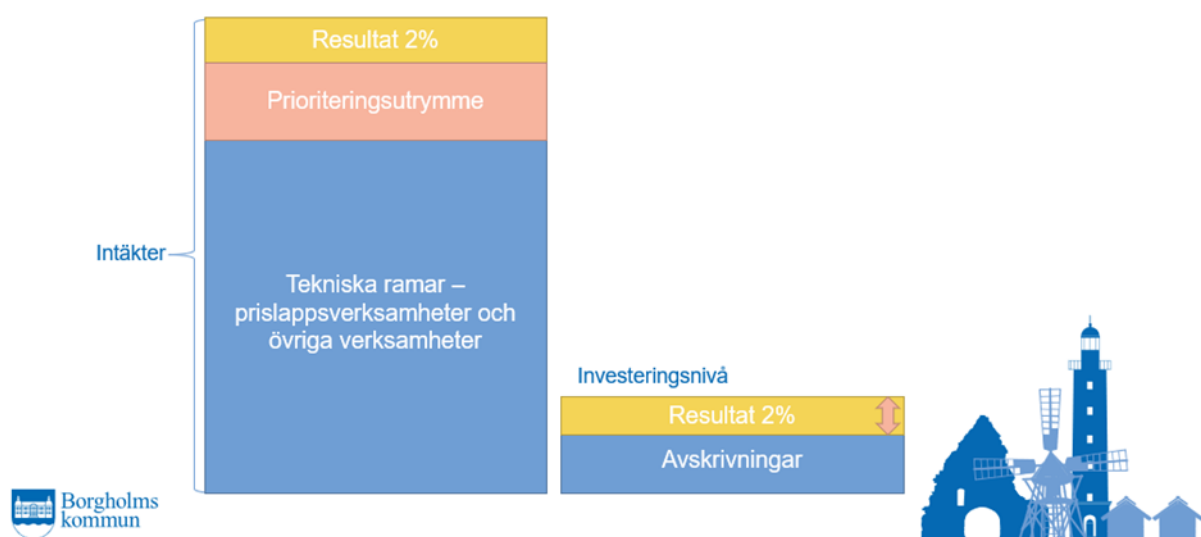 Resultat 2%
Prioriteringsutrymme
Intäkter
Tekniska ramar –
prislappsverksamheter och
övriga verksamheter
Investeringsnivå
Resultat 2%
Avskrivningar
Borgholms
kommun